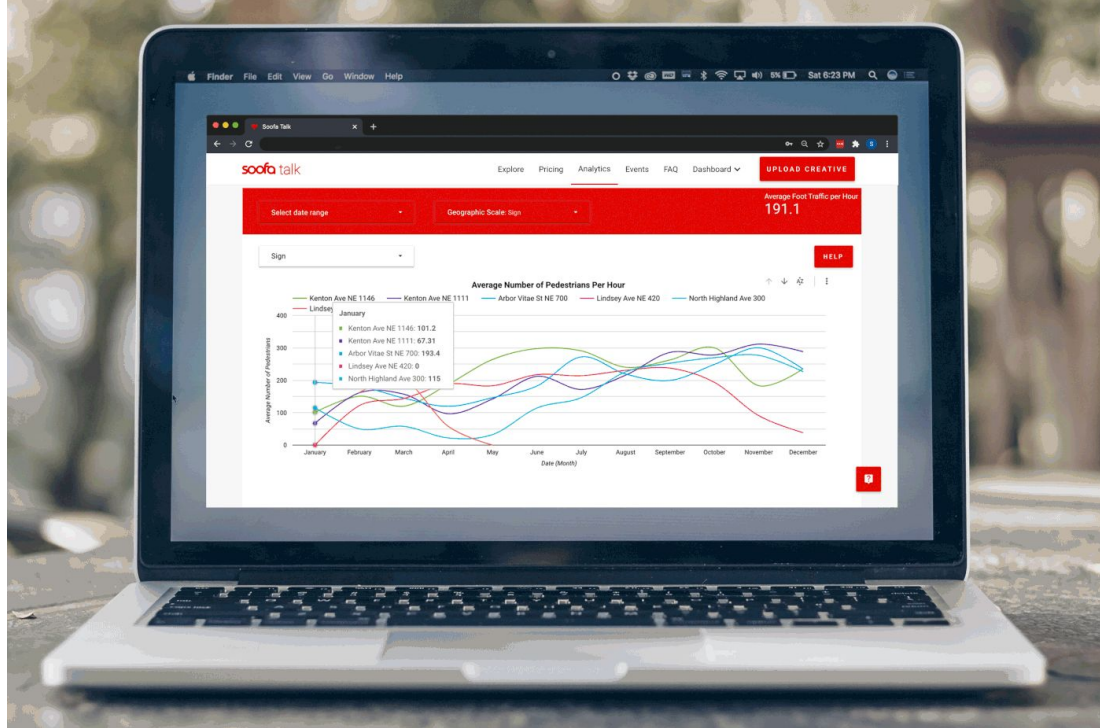 Finder File Edit View Go Window Help 5% Sat 6:23 PM
Soofa Talk
soofa talk Explore Pricing Analytics Events FAQ Dashboard UPLOAD CREATIVE
Average Foot Traffic per Hour
191.1
Select date range Geographic Scale: Sign
Sign HELP
Average Number of Pedestrians Per Hour
Kenton Ave NE 1146 Kenton Ave NE 1111 Arbor Vitae St NE 700 Lindsey Ave NE 420 North Highland Ave 300
Lindsey
January
Kenton Ave NE 1146: 101.2
Kenton Ave NE 1111: 67.31
Arbor Vitae St NE 700: 193.4
Lindsey Ave NE 420: 0
North Highland Ave 300: 115
400
300
200
100
0
Average Number of Pedestrians
January February March April May June July August September October November December
Date (Month)